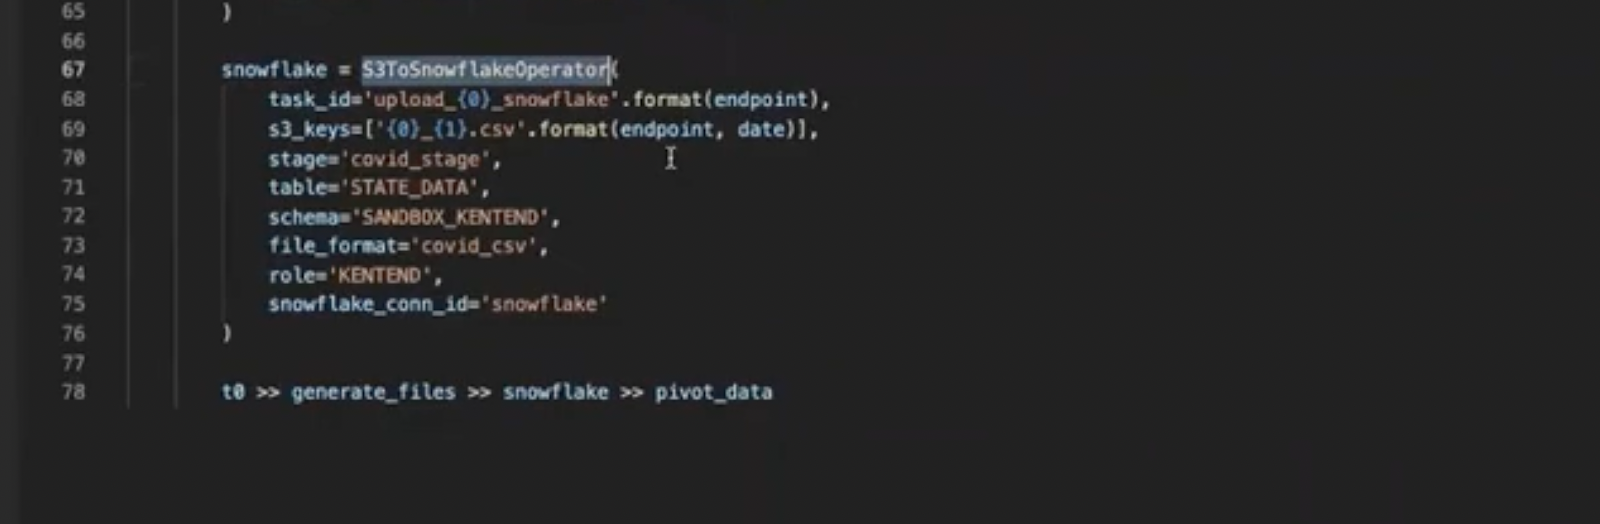 65 )
66
67 snowflake = S3ToSnowflakeOperator(
68 task_id='upload_{0}_snowflake'.format(endpoint),
69 s3_keys=['{0}_{1}.csv'.format(endpoint, date)],
70 stage='covid_stage',
71 table='STATE_DATA',
72 schema='SANDBOX_KENTEND',
73 file_format='covid_csv',
74 role='KENTEND',
75 snowflake_conn_id='snowflake'
76 )
77
78 t0 >> generate_files >> snowflake >> pivot_data